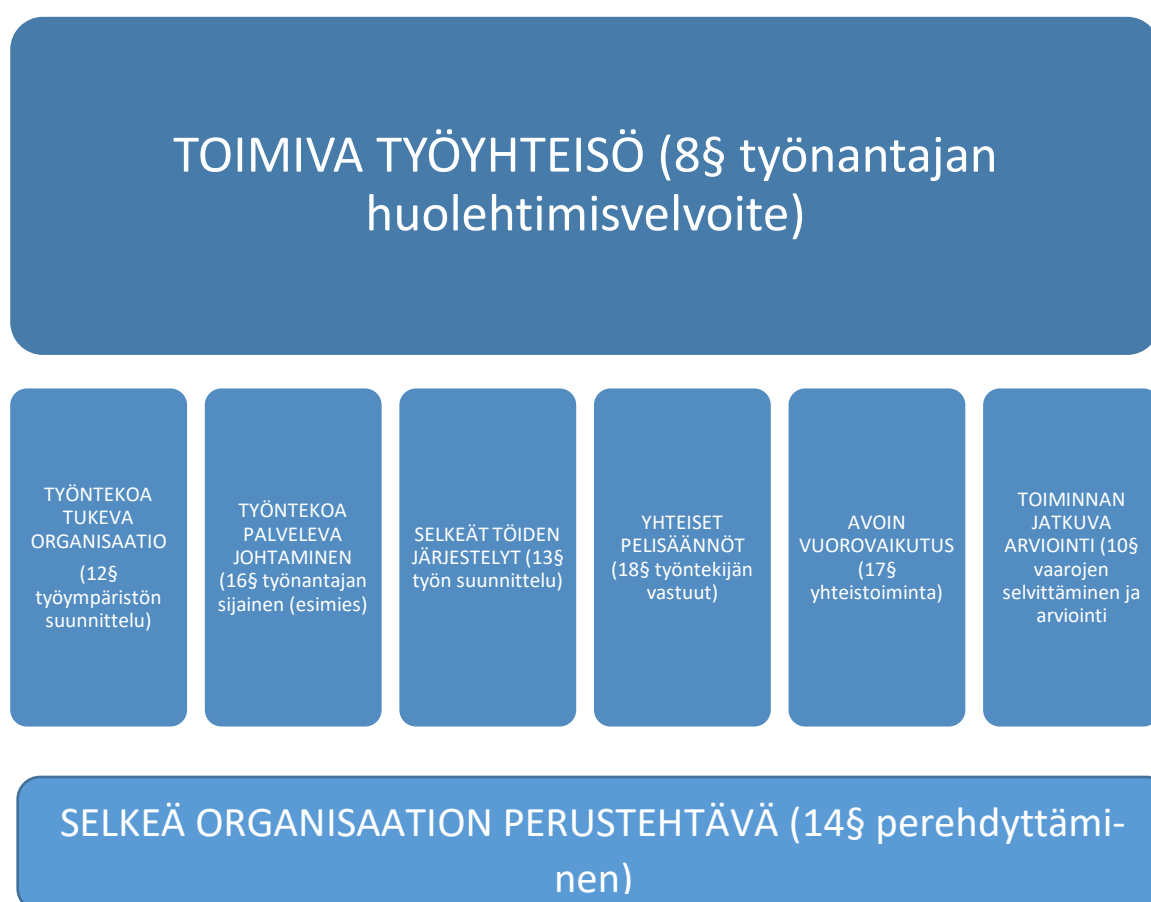 TOIMIVA TYÖYHTEISÖ (8§ työnantajan
huolehtimisvelvoite)
TYÖNTEKOA
TUKEVA
ORGANISAATIO
(12§
työympäristön
suunnittelu)
TYÖNTEKOA
PALVELEVA
JOHTAMINEN
(16§ työnantajan
sijainen (esimies)
SELKEÄT TÖIDEN
JÄRJESTELYT (13§
työn suunnittelu)
YHTEISET
PELISÄÄNNÖT
(18§ työntekijän
vastuut)
AVOIN
VUOROVAIKUTUS
(17§
yhteistoiminta)
TOIMINNAN
JATKUVA
ARVIOINTI (10§
vaarojen
selvittäminen ja
arviointi
SELKEÄ ORGANISAATION PERUSTEHTÄVÄ (14§ perehdyttämi-
nen)